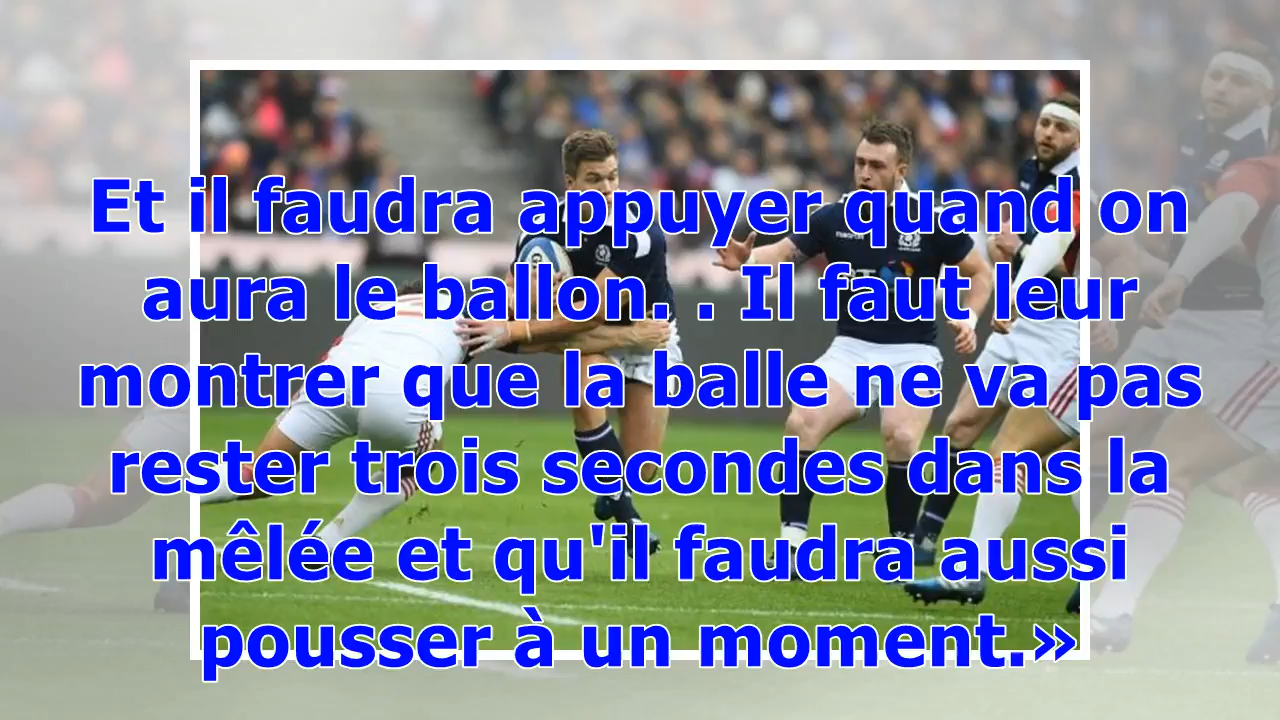 Et il faudra appuyer quand on
aura le ballon. . Il faut leur
montrer que la balle ne va pas
rester trois secondes dans la
mêlée et qu'il faudra aussi
pousser à un moment.»